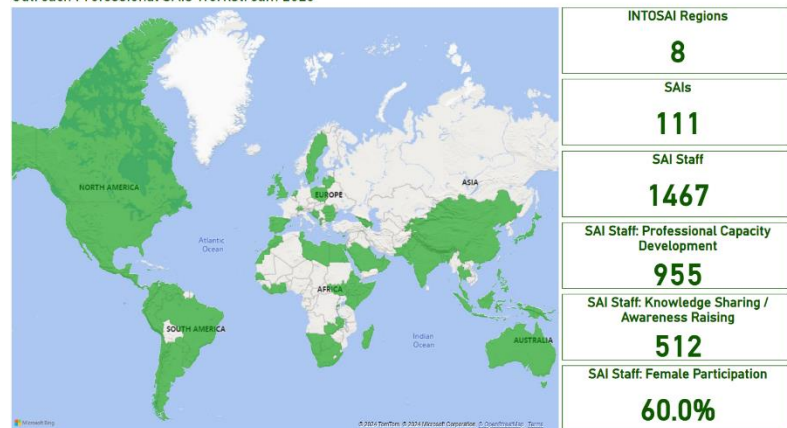 INTOSAI Regions
8
SAIs
111
SAI Staff
1467
SAI Staff: Professional Capacity
Development
955
SAI Staff: Knowledge Sharing /
Awareness Raising
512
SAI Staff: Female Participation
60.0%
NORTH AMERICA
EUROPE
ASIA
Atlantic
Ocean
AFRICA
SOUTH AMERICA
Indian
Ocean
AUSTRALIA
Microsoft Bing
© 2024 TomTom, © 2024 Microsoft Corporation, © OpenStreetMap Terms